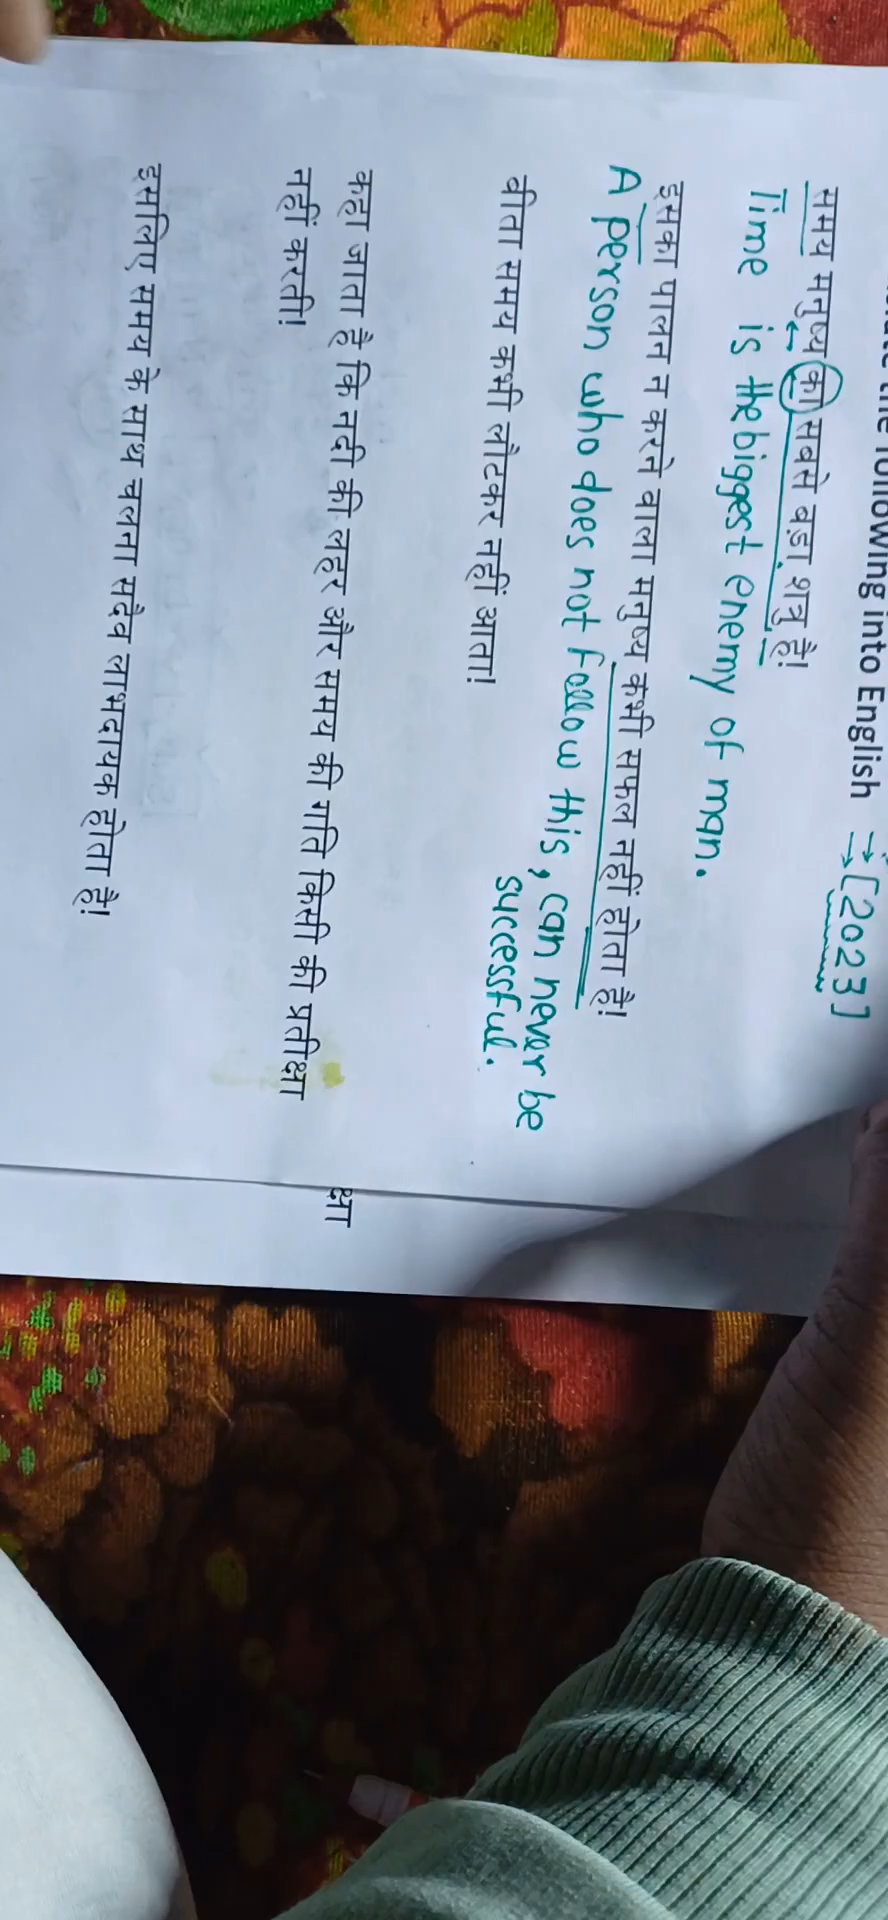 the following into English → [2023]
समय मनुष्य का सबसे बड़ा शत्रु है!
Time is the biggest enemy of man.
इसका पालन न करने वाला मनुष्य कभी सफल नहीं होता है!
A person who does not follow this, can never be
successful.
बीता समय कभी लौटकर नहीं आता!
कहा जाता है कि नदी की लहर और समय की गति किसी की प्रतीक्षा
नहीं करती!
क्षा
इसलिए समय के साथ चलना सदैव लाभदायक होता है!